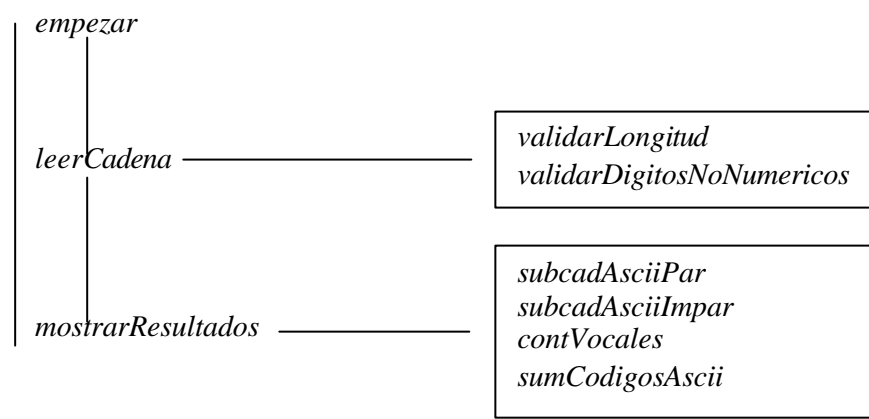 empezar
leerCadena
validarLongitud
validarDigitosNoNumericos
mostrarResultados
subcadAsciiPar
subcadAsciiImpar
contVocales
sumCodigosAscii